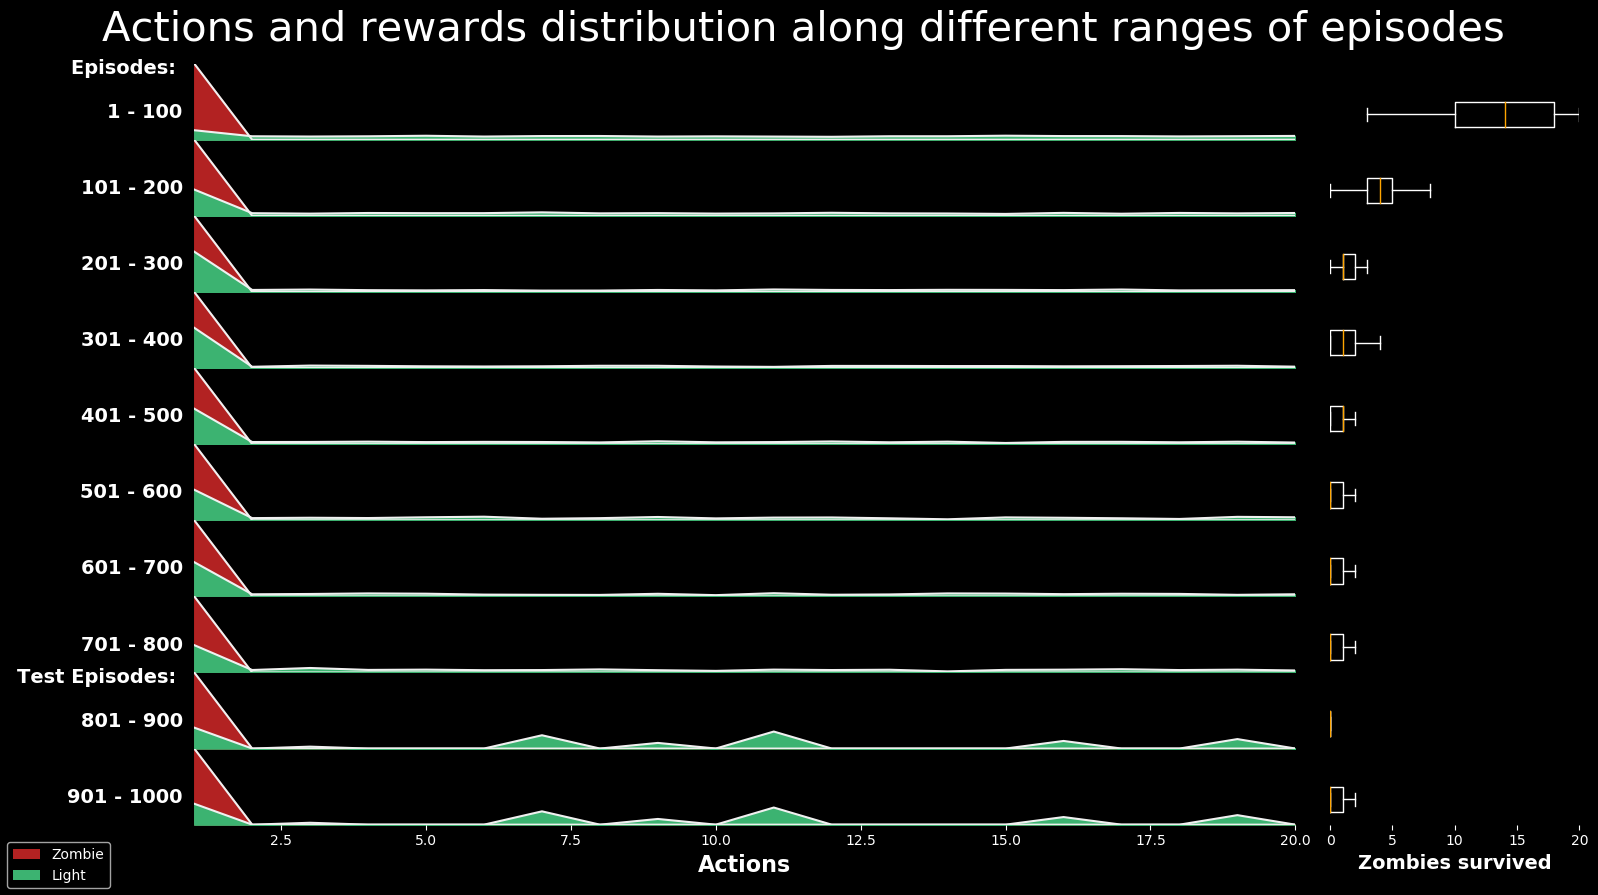 Actions and rewards distribution along different ranges of episodes
Episodes:
1 - 100
101 - 200
201 - 300
301 - 400
401 - 500
501 - 600
601 - 700
701 - 800
Test Episodes:
801 - 900
901 - 1000
2.5 5.0 7.5 10.0 12.5 15.0 17.5 20.0
Actions
0 5 10 15 20
Zombies survived
Zombie
Light